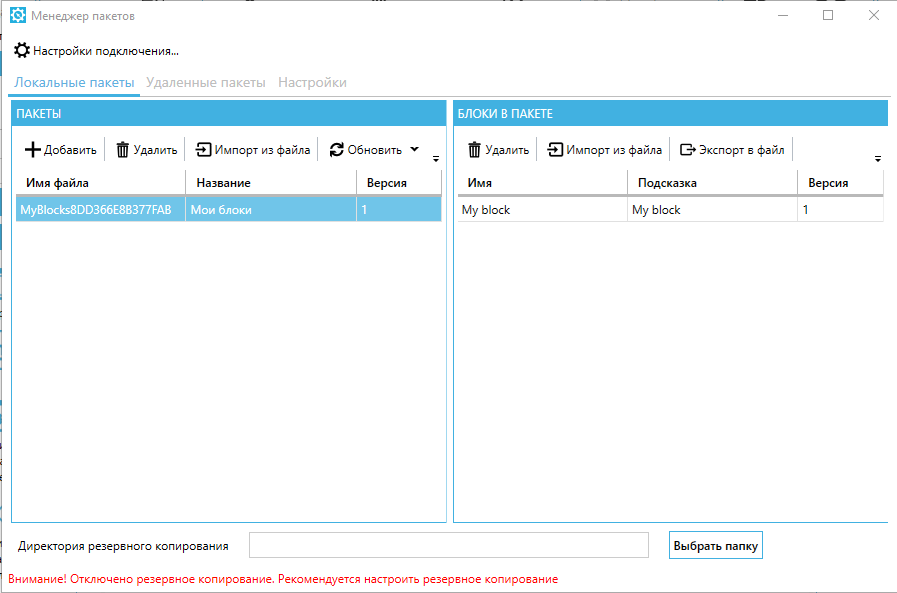 Менеджер пакетов
Настройки подключения...
Локальные пакеты Удаленные пакеты Настройки
ПАКЕТЫ
Добавить Удалить Импорт из файла Обновить
Имя файла Название Версия
MyBlocks8DD366E8B377FAB Мои блоки 1
БЛОКИ В ПАКЕТЕ
Удалить Импорт из файла Экспорт в файл
Имя Подсказка Версия
My block My block 1
Директория резервного копирования Выбрать папку
Внимание! Отключено резервное копирование. Рекомендуется настроить резервное копирование